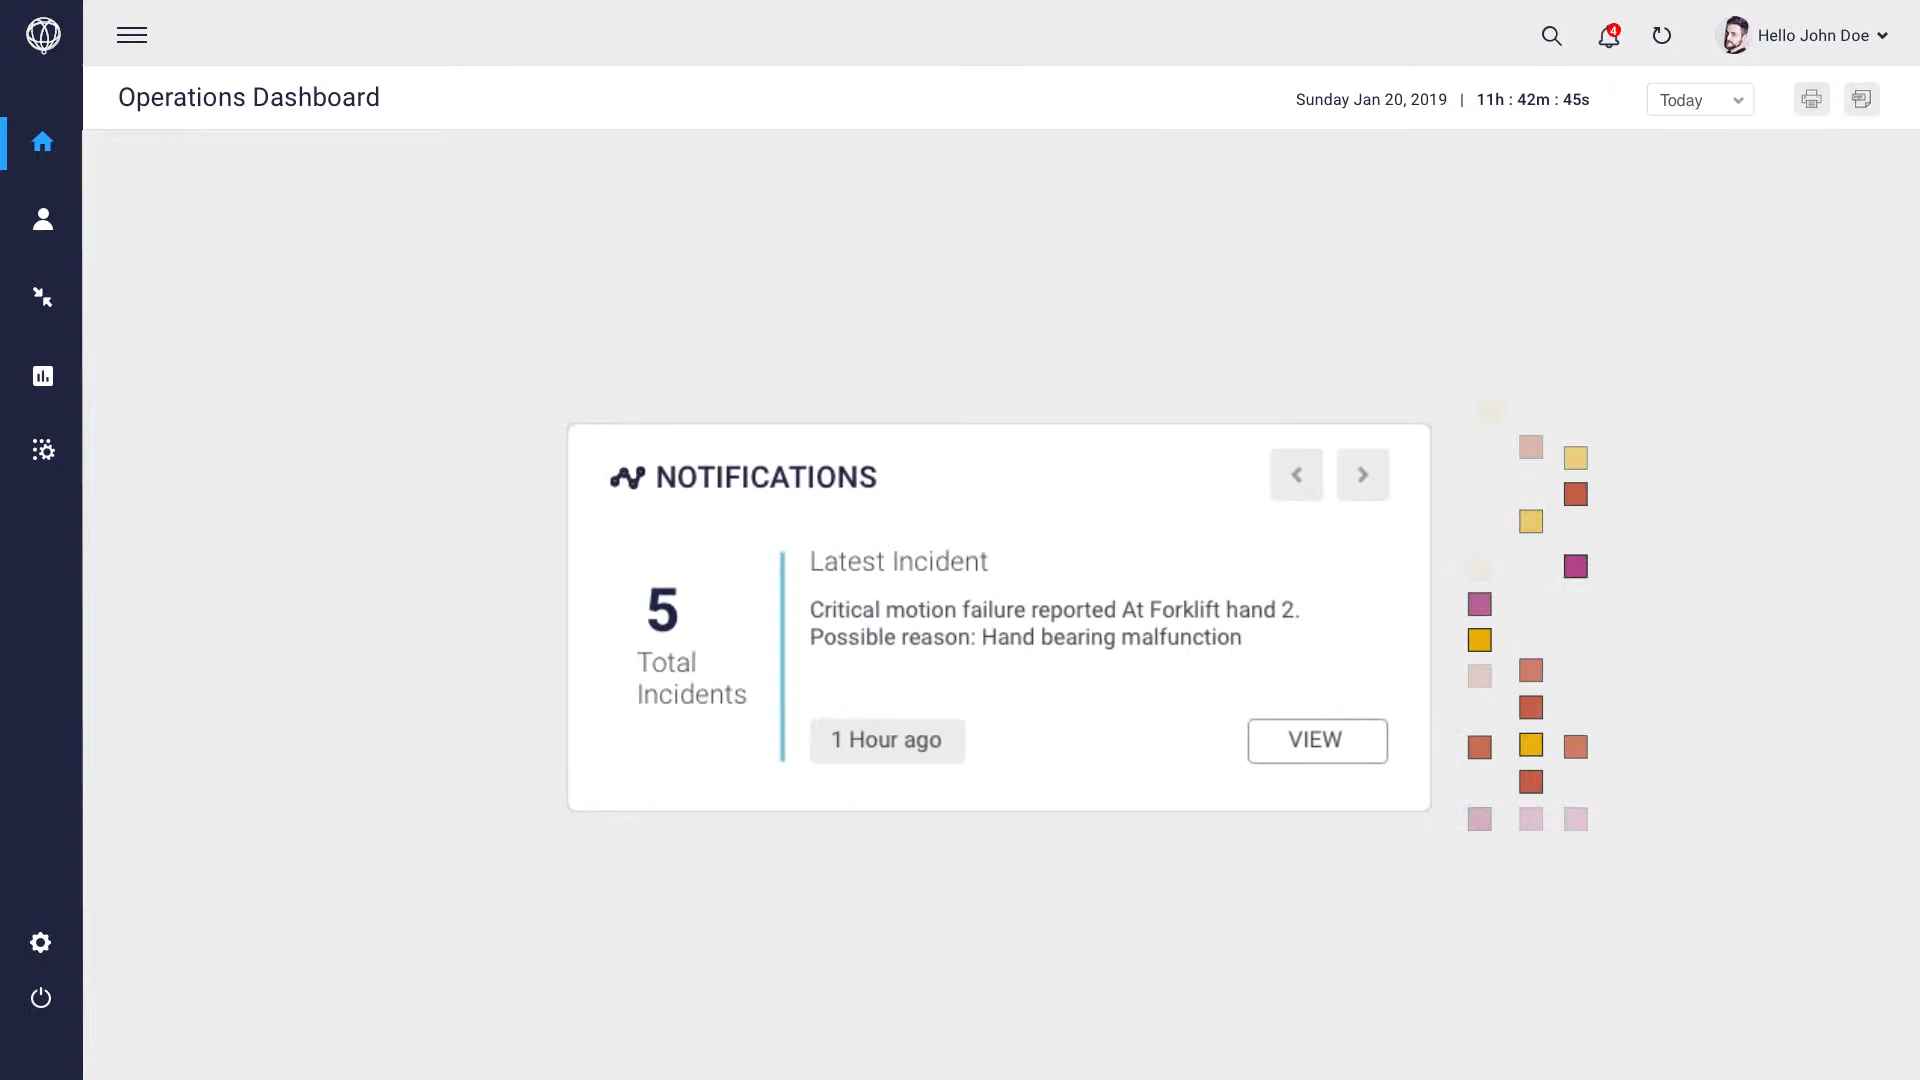 4
Hello John Doe
Operations Dashboard
Sunday Jan 20, 2019 | 11h : 42m : 45s
Today
NOTIFICATIONS
5
Total
Incidents
Latest Incident
Critical motion failure reported At Forklift hand 2.
Possible reason: Hand bearing malfunction
1 Hour ago
VIEW